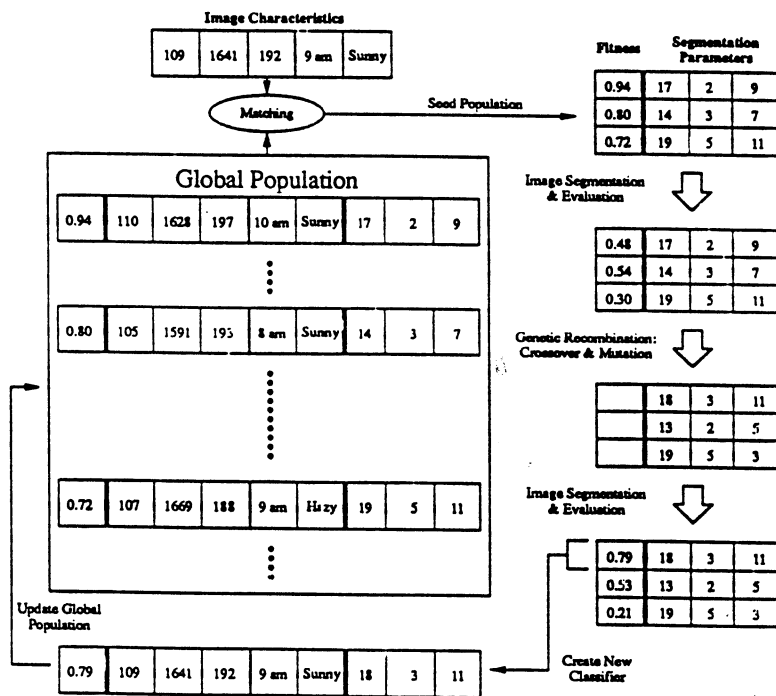 Image Characteristics
109 1641 192 9 am Sunny
Matching
Seed Population
Fitness Segmentation Parameters
0.94 17 2 9
0.80 14 3 7
0.72 19 5 11
Image Segmentation
& Evaluation
0.48 17 2 9
0.54 14 3 7
0.30 19 5 11
Genetic Recombination:
Crossover & Mutation
18 3 11
13 2 5
19 5 3
Image Segmentation
& Evaluation
0.79 18 3 11
0.53 13 2 5
0.21 19 5 3
Create New
Classifier
Global Population
0.94 110 1628 197 10 am Sunny 17 2 9
0.80 105 1591 193 8 am Sunny 14 3 7
0.72 107 1669 188 9 am Hazy 19 5 11
Update Global
Population
0.79 109 1641 192 9 am Sunny 18 3 11